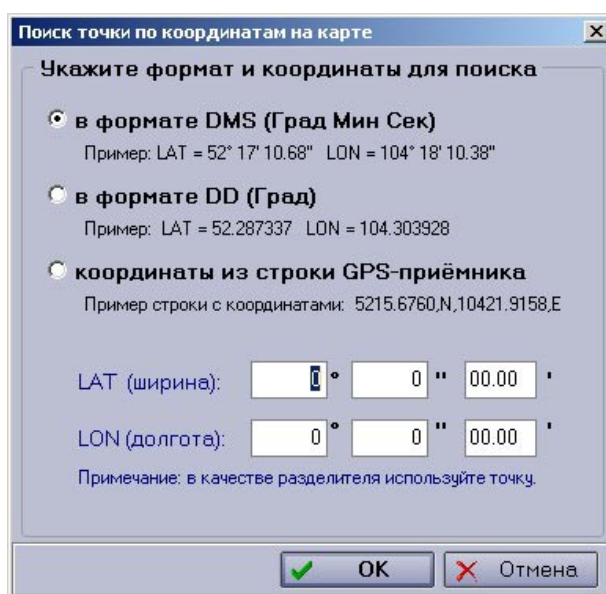 Поиск точки по координатам на карте
Укажите формат и координаты для поиска
в формате DMS (Град Мин Сек)
Пример: LAT = 52° 17' 10.68" LON = 104° 18' 10.38"
в формате DD (Град)
Пример: LAT = 52.287337 LON = 104.303928
координаты из строки GPS-приёмника
Пример строки с координатами: 5215.6760,N,10421.9158,E
LAT (ширина): 0 ° 0 " 00.00 '
LON (долгота): 0 ° 0 " 00.00 '
Примечание: в качестве разделителя используйте точку.
OK Отмена